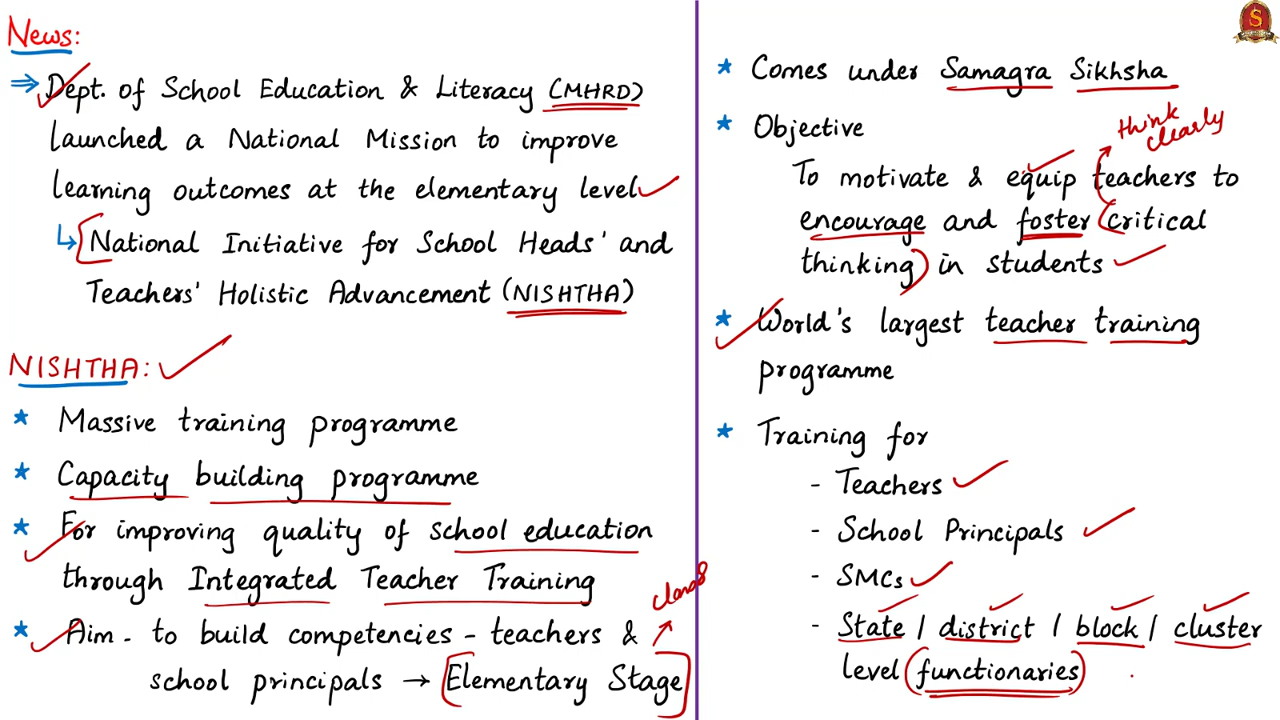 News:
⇒ Dept. of School Education & Literacy (MHRD)
launched a National Mission to improve
learning outcomes at the elementary level
↳ [National Initiative for School Heads' and
Teachers' Holistic Advancement (NISHTHA)
NISHTHA:
* Massive training programme
* Capacity building programme
* For improving quality of school education
through Integrated Teacher Training
* Aim - to build competencies - teachers &
school principals → [Elementary Stage]
* Comes under Samagra Sikhsha
* Objective
think
clearly
To motivate & equip teachers to
encourage and foster (critical
thinking) in students
* World's largest teacher training
programme
* Training for
- Teachers
- School Principals
- SMCs
- State / district / block / cluster
level (functionaries)
S